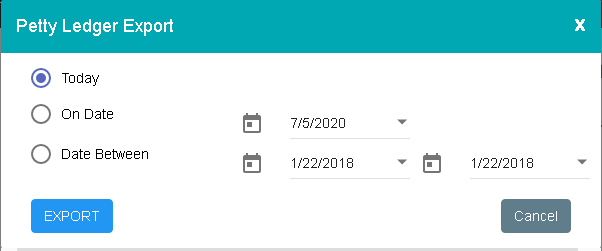 Petty Ledger Export X
Today
On Date 7/5/2020
Date Between 1/22/2018 1/22/2018
EXPORT Cancel